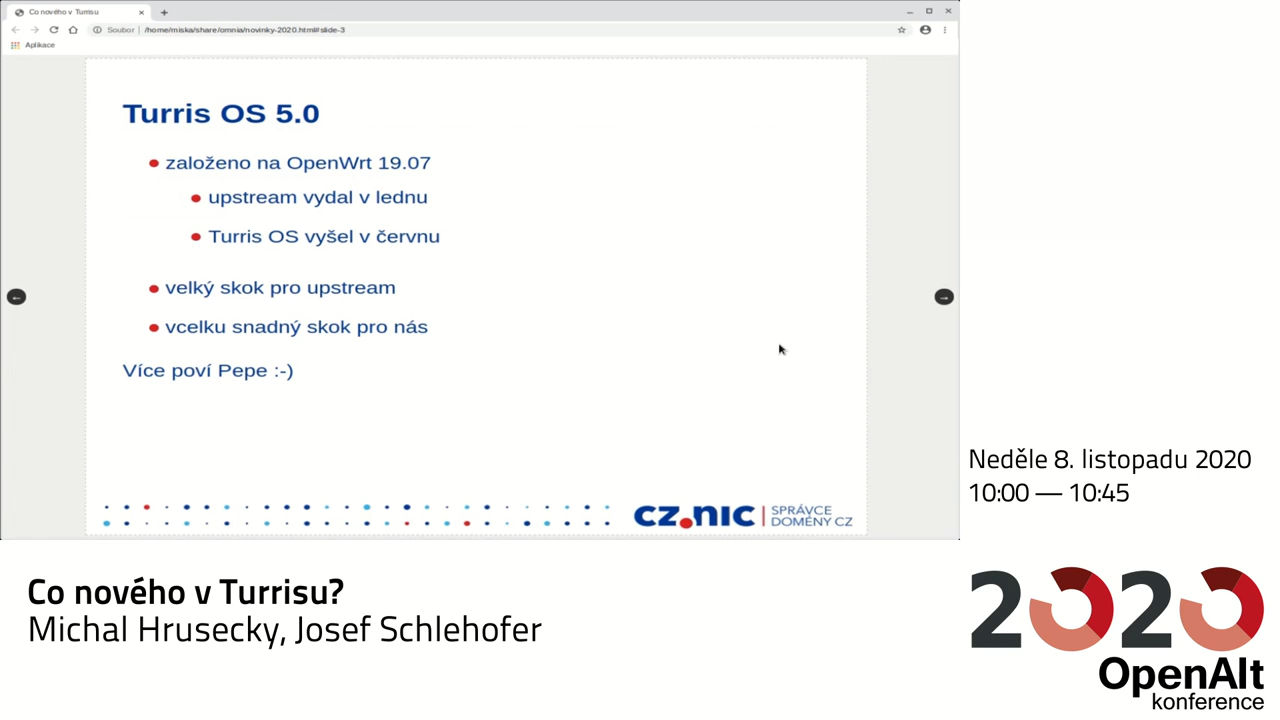 Co nového v Turrisu
Soubor
/home/miska/share/omnia/novinky-2020.html#slide-3
Aplikace
Turris OS 5.0
založeno na OpenWrt 19.07
upstream vydal v lednu
Turris OS vyšel v červnu
velký skok pro upstream
vcelku snadný skok pro nás
Více poví Pepe :-)
cz.nic
SPRÁVCE
DOMÉNY CZ
Neděle 8. listopadu 2020
10:00 — 10:45
Co nového v Turrisu?
Michal Hrusecky, Josef Schlehofer
2020
OpenAlt
konference